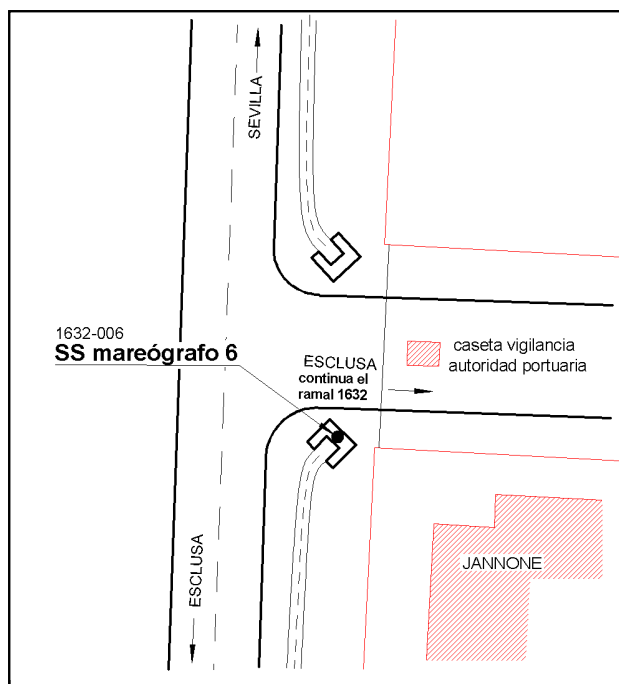 SEVILLA
1632-006
SS mareógrafo 6
ESCLUSA
continua el
ramal 1632
caseta vigilancia
autoridad portuaria
ESCLUSA
JANNONE